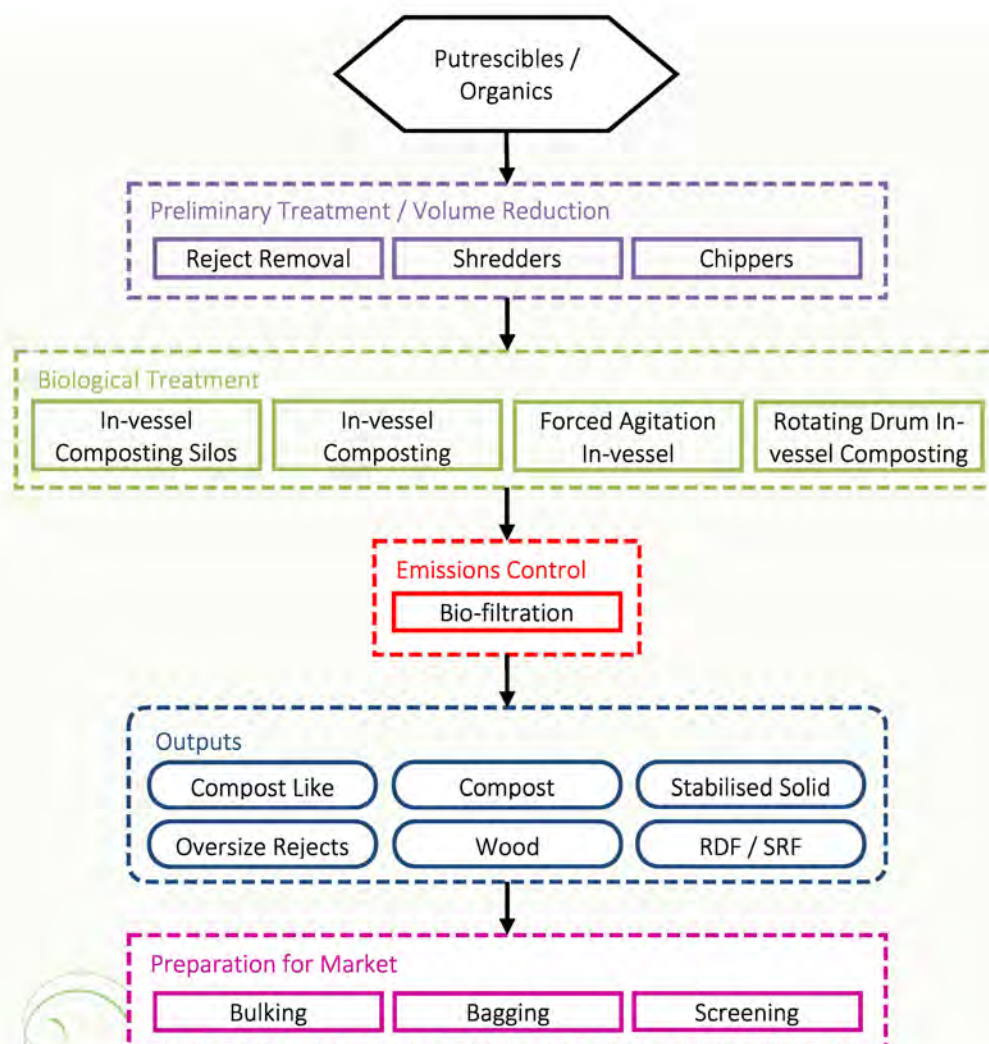 Putrescibles /
Organics
Preliminary Treatment / Volume Reduction
Reject Removal
Shredders
Chippers
Biological Treatment
In-vessel
Composting Silos
In-vessel
Composting
Forced Agitation
In-vessel
Rotating Drum In-
vessel Composting
Emissions Control
Bio-filtration
Outputs
Compost Like
Compost
Stabilised Solid
Oversize Rejects
Wood
RDF / SRF
Preparation for Market
Bulking
Bagging
Screening